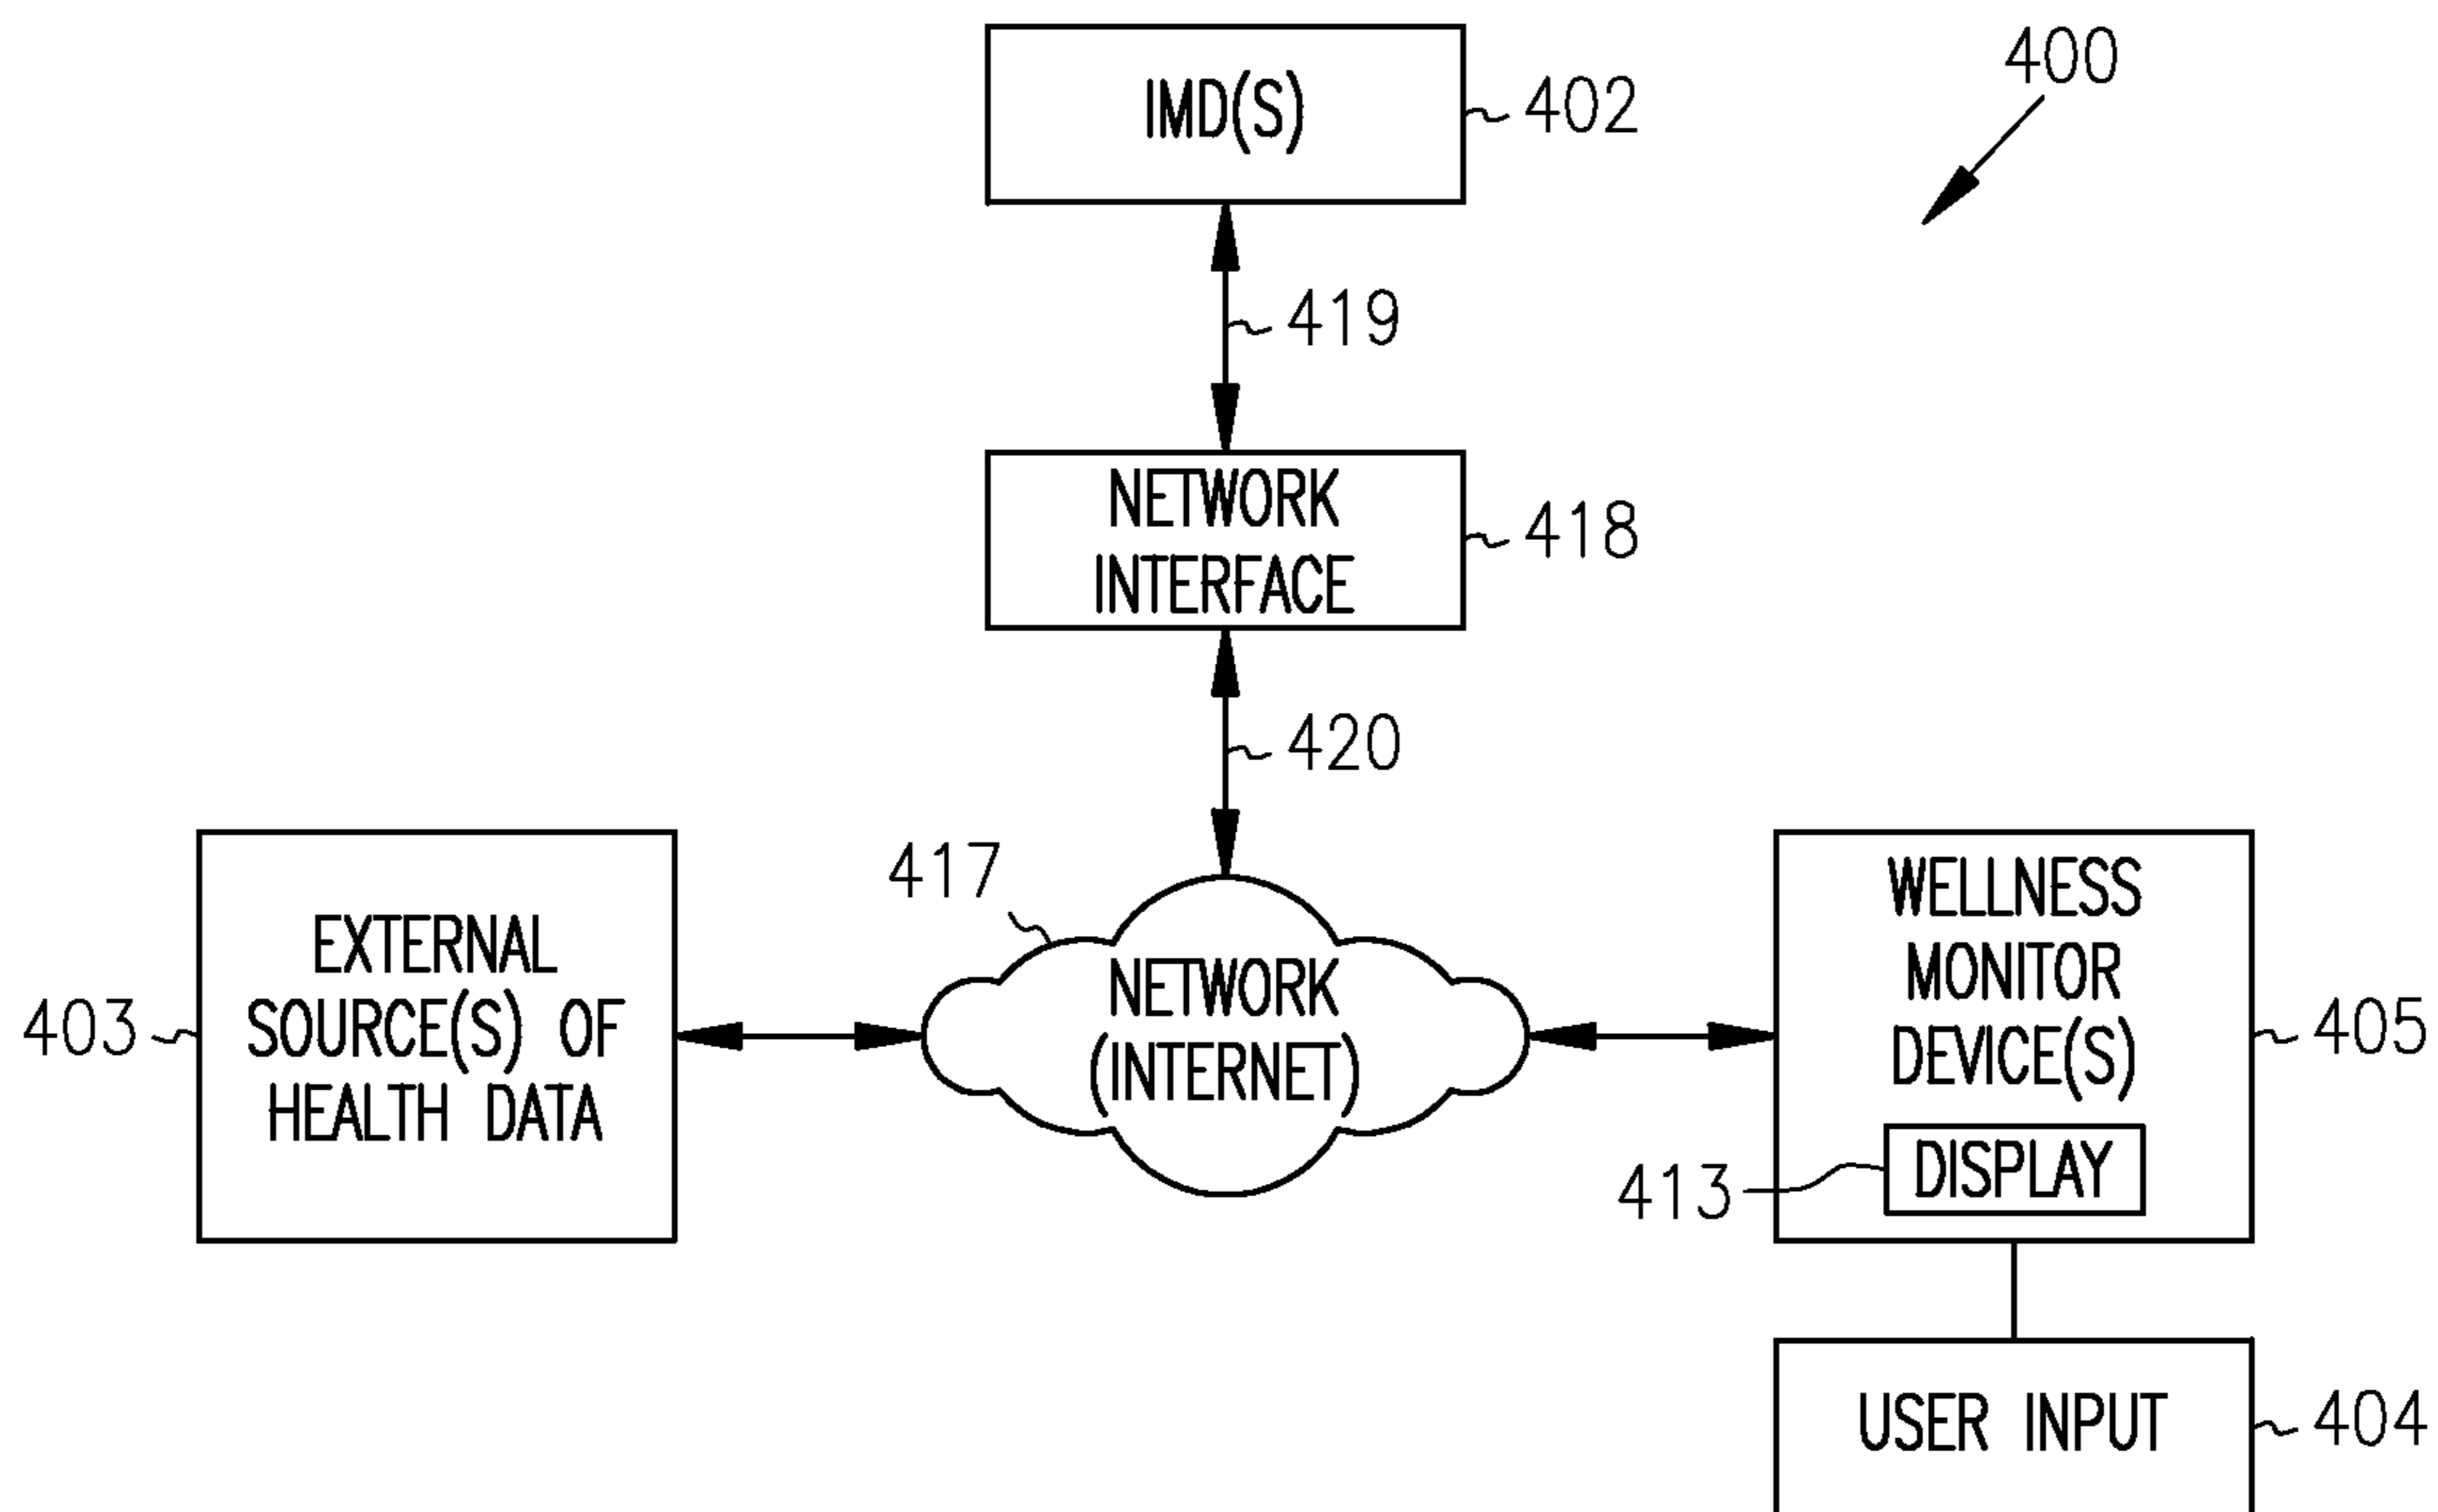 400
IMD(S)
402
419
NETWORK
INTERFACE
418
420
417
EXTERNAL
SOURCE(S) OF
HEALTH DATA
403
NETWORK
(INTERNET)
WELLNESS
MONITOR
DEVICE(S)
405
DISPLAY
413
USER INPUT
404